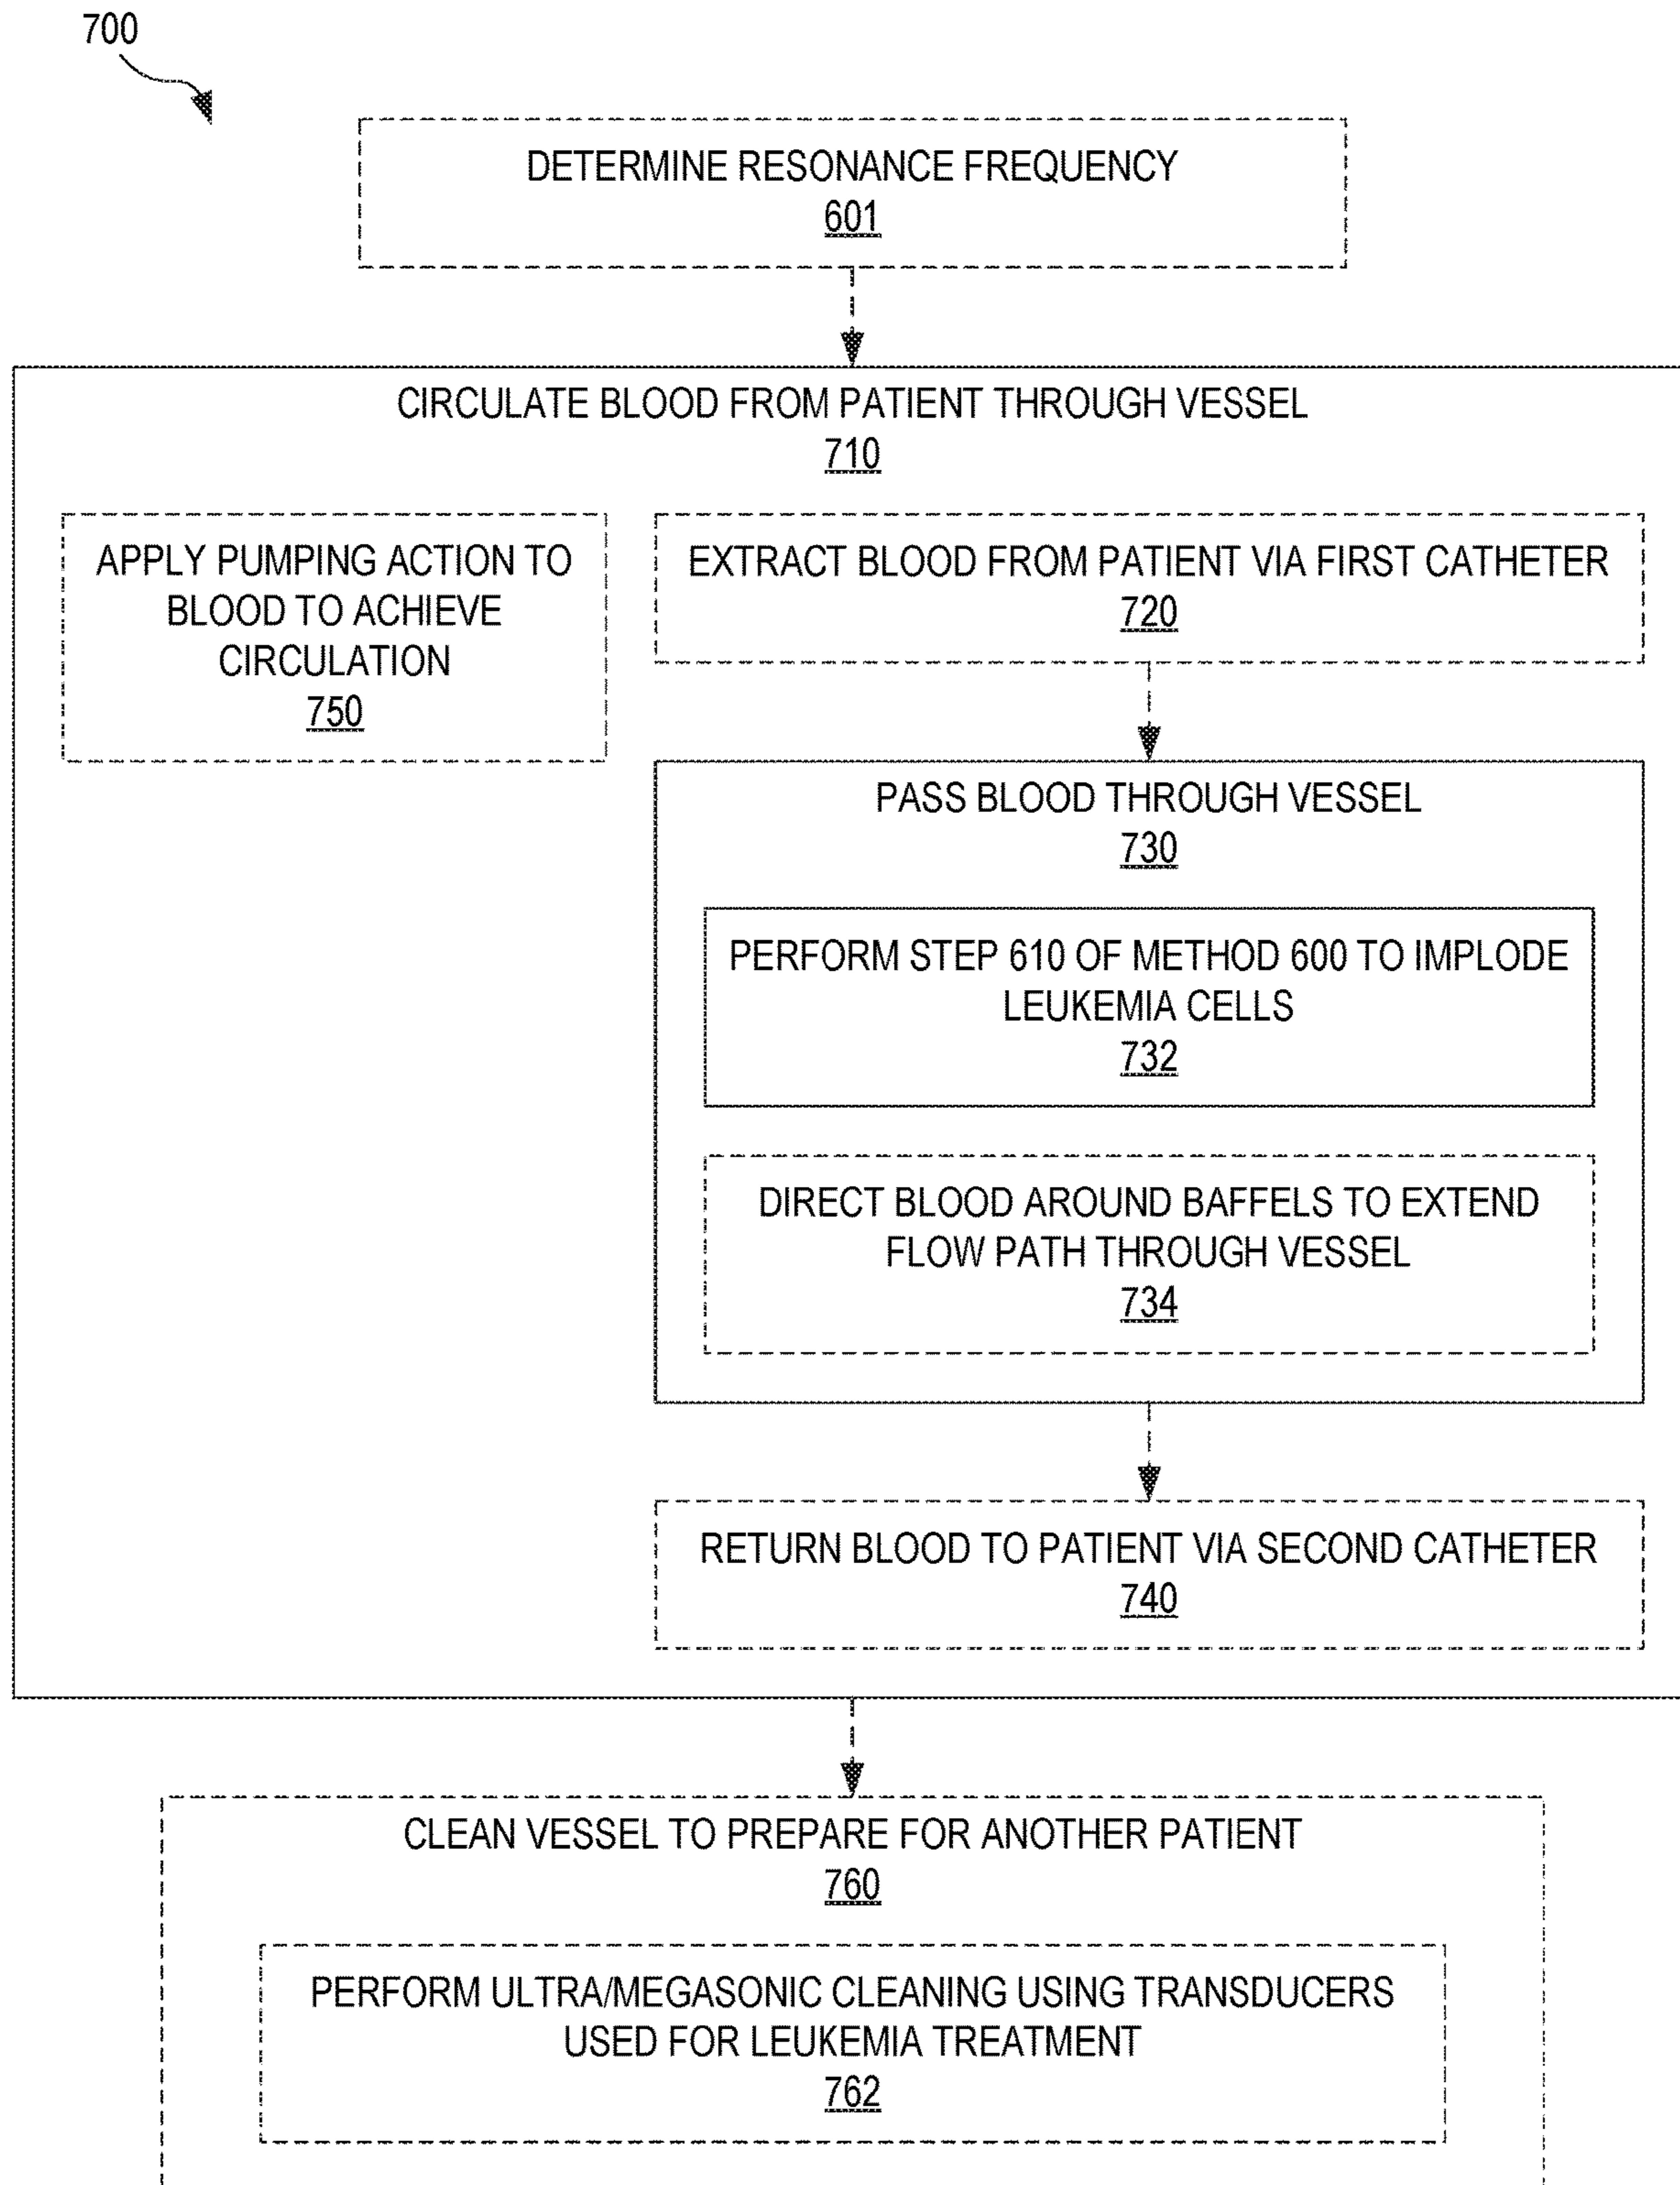 700
DETERMINE RESONANCE FREQUENCY
601
CIRCULATE BLOOD FROM PATIENT THROUGH VESSEL
710
APPLY PUMPING ACTION TO
BLOOD TO ACHIEVE
CIRCULATION
750
EXTRACT BLOOD FROM PATIENT VIA FIRST CATHETER
720
PASS BLOOD THROUGH VESSEL
730
PERFORM STEP 610 OF METHOD 600 TO IMPLODE
LEUKEMIA CELLS
732
DIRECT BLOOD AROUND BAFFELS TO EXTEND
FLOW PATH THROUGH VESSEL
734
RETURN BLOOD TO PATIENT VIA SECOND CATHETER
740
CLEAN VESSEL TO PREPARE FOR ANOTHER PATIENT
760
PERFORM ULTRA/MEGASONIC CLEANING USING TRANSDUCERS
USED FOR LEUKEMIA TREATMENT
762